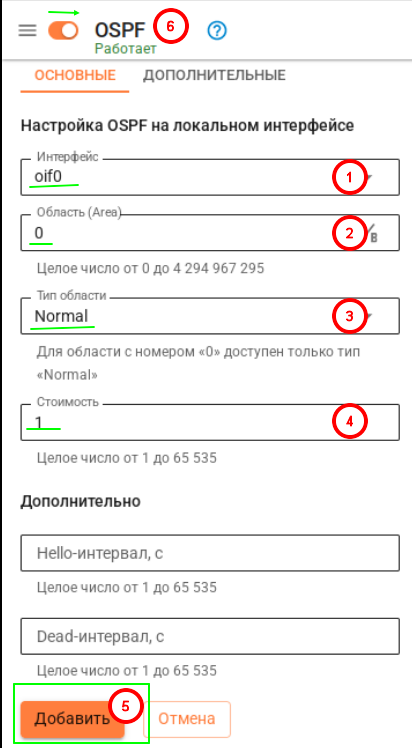 OSPF 6
Работает
ОСНОВНЫЕ ДОПОЛНИТЕЛЬНЫЕ
Настройка OSPF на локальном интерфейсе
Интерфейс
oif0 1
Область (Area)
0 2
Целое число от 0 до 4 294 967 295
Тип области
Normal 3
Для области с номером «0» доступен только тип
«Normal»
Стоимость
1 4
Целое число от 1 до 65 535
Дополнительно
Hello-интервал, с
Целое число от 1 до 65 535
Dead-интервал, с
Целое число от 1 до 65 535
Добавить 5 Отмена